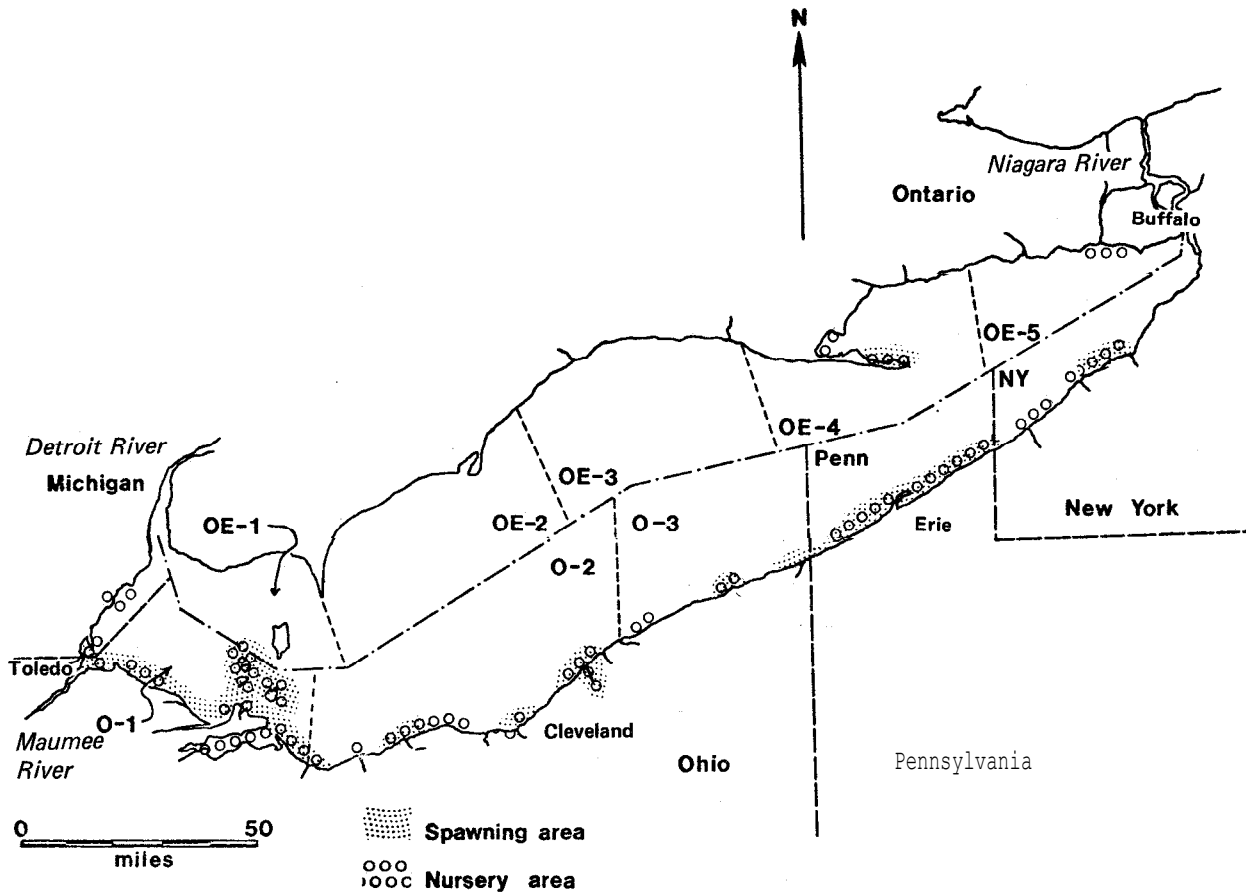 N
Niagara River
Ontario
Buffalo
OE-5
NY
OE-4
Penn
Detroit River
Michigan
OE-3
OE-1
OE-2
O-3
New York
Erie
O-2
Toledo
O-1
Cleveland
Maumee
River
Ohio
Pennsylvania
0 50
miles
Spawning area
Nursery area